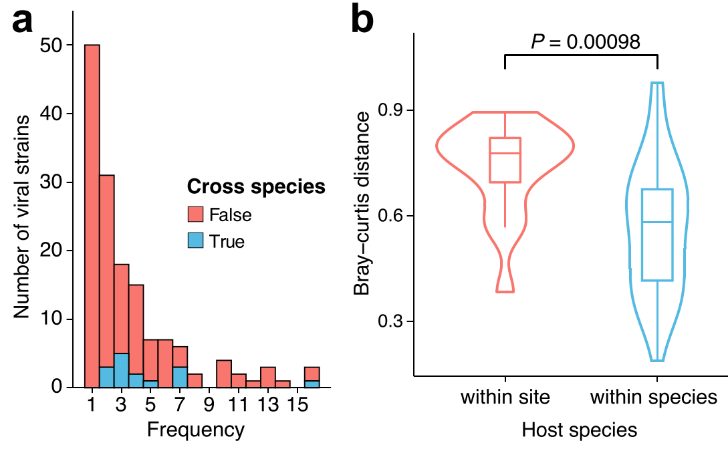 a
50
40
30
20
10
0
Number of viral strains
Cross species
False
True
1 3 5 7 9 11 13 15
Frequency
b
P = 0.00098
0.9
0.6
0.3
Bray−curtis distance
within site within species
Host species